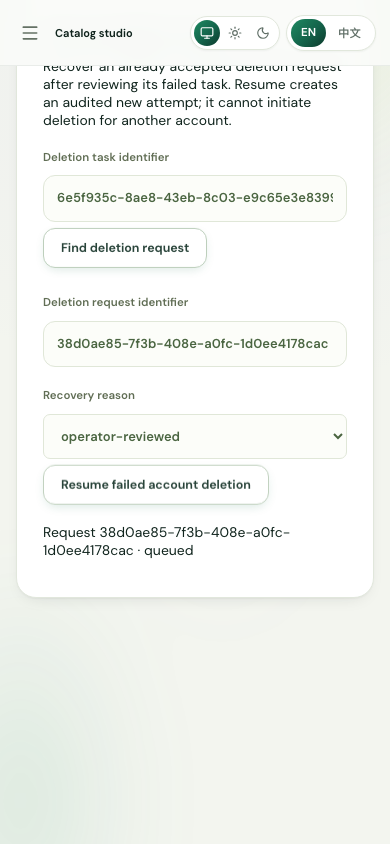 Catalog studio
EN
中文
Recover an already accepted deletion request
after reviewing its failed task. Resume creates
an audited new attempt; it cannot initiate
deletion for another account.
Deletion task identifier
6e5f935c-8ae8-43eb-8c03-e9c65e3e839
Find deletion request
Deletion request identifier
38d0ae85-7f3b-408e-a0fc-1d0ee4178cac
Recovery reason
operator-reviewed
Resume failed account deletion
Request 38d0ae85-7f3b-408e-a0fc-
1d0ee4178cac · queued